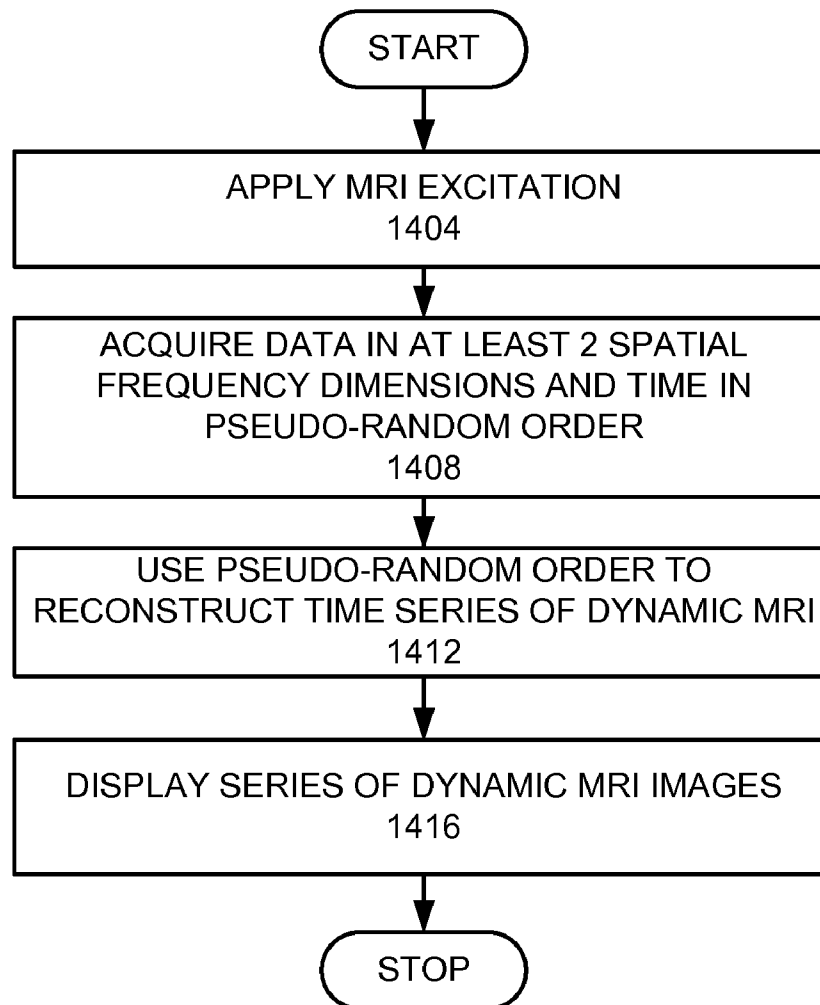 START
APPLY MRI EXCITATION
1404
ACQUIRE DATA IN AT LEAST 2 SPATIAL
FREQUENCY DIMENSIONS AND TIME IN
PSEUDO-RANDOM ORDER
1408
USE PSEUDO-RANDOM ORDER TO
RECONSTRUCT TIME SERIES OF DYNAMIC MRI
1412
DISPLAY SERIES OF DYNAMIC MRI IMAGES
1416
STOP